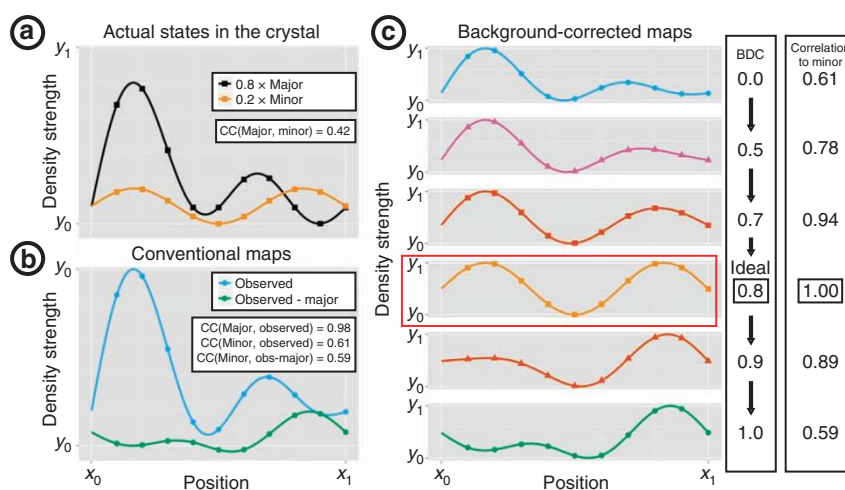 a
Actual states in the crystal
y1
y0
Density strength
0.8 × Major
0.2 × Minor
CC(Major, minor) = 0.42
b
Conventional maps
y0
y0
Density strength
Observed
Observed - major
CC(Major, observed) = 0.98
CC(Minor, observed) = 0.61
CC(Minor, obs-major) = 0.59
x0
Position
x1
c
Background-corrected maps
Density strength
y1
y0
y1
y0
y1
y0
y1
y0
y1
y0
y1
y0
x0
Position
x1
BDC
0.0
0.5
0.7
Ideal
0.8
0.9
1.0
Correlation
to minor
0.61
0.78
0.94
1.00
0.89
0.59